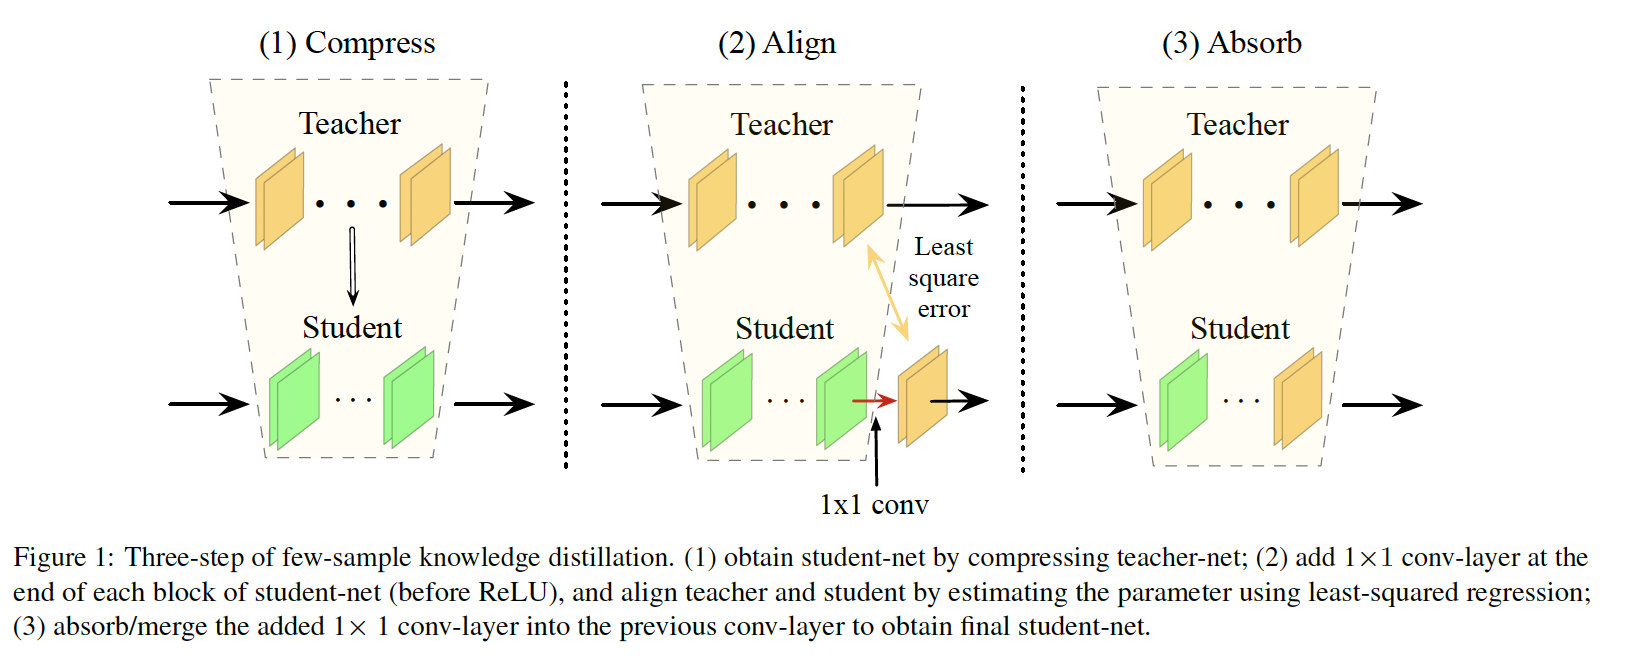 (1) Compress
(2) Align
(3) Absorb
Teacher
Teacher
Teacher
Least
square
error
Student
Student
Student
1x1 conv
Figure 1: Three-step of few-sample knowledge distillation. (1) obtain student-net by compressing teacher-net; (2) add 1×1 conv-layer at the
end of each block of student-net (before ReLU), and align teacher and student by estimating the parameter using least-squared regression;
(3) absorb/merge the added 1× 1 conv-layer into the previous conv-layer to obtain final student-net.